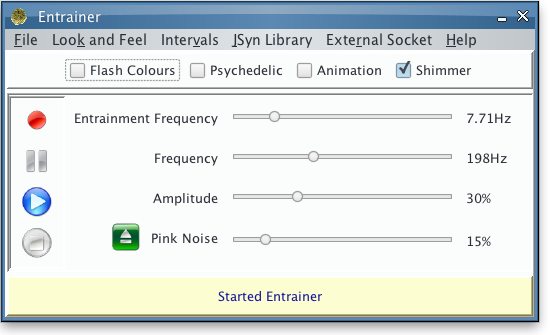 Entrainer
File Look and Feel Intervals JSyn Library External Socket Help
Flash Colours Psychedelic Animation Shimmer
Entrainment Frequency 7.71Hz
Frequency 198Hz
Amplitude 30%
Pink Noise 15%
Started Entrainer